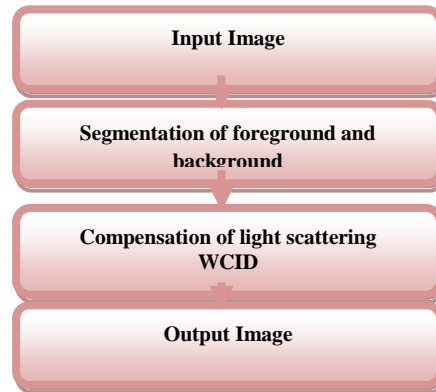 Input Image
Segmentation of foreground and
background
Compensation of light scattering
WCID
Output Image